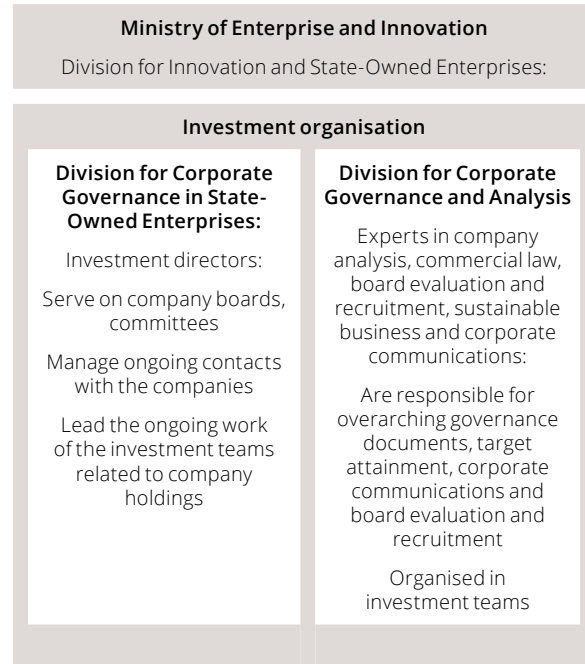 Ministry of Enterprise and Innovation
Division for Innovation and State-Owned Enterprises:
Investment organisation
Division for Corporate
Governance in State-
Owned Enterprises:
Investment directors:
Serve on company boards,
committees
Manage ongoing contacts
with the companies
Lead the ongoing work
of the investment teams
related to company
holdings
Division for Corporate
Governance and Analysis
Experts in company
analysis, commercial law,
board evaluation and
recruitment, sustainable
business and corporate
communications:
Are responsible for
overarching governance
documents, target
attainment, corporate
communications and
board evaluation and
recruitment
Organised in
investment teams